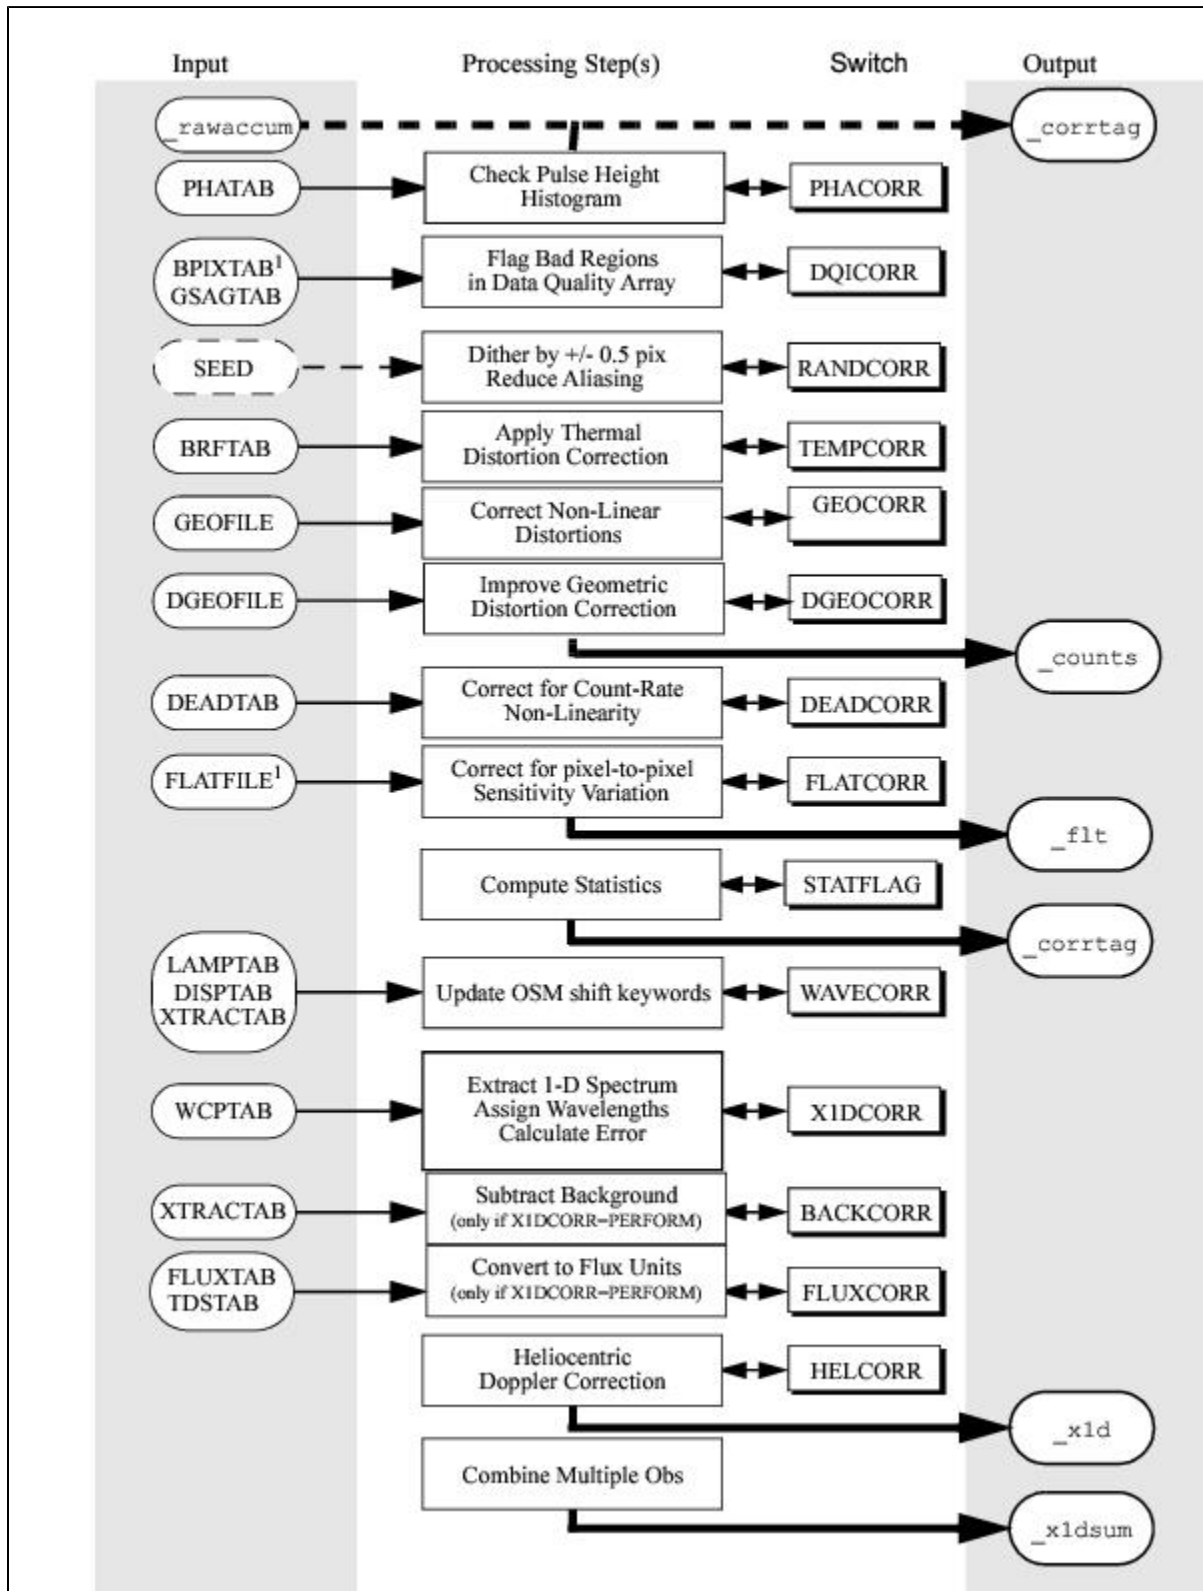 Input Processing Step(s) Switch Output
_rawaccum _corrtag
PHATAB Check Pulse Height Histogram PHACORR
BPIXTAB¹ GSAGTAB Flag Bad Regions in Data Quality Array DQICORR
SEED Dither by +/- 0.5 pix Reduce Aliasing RANDCORR
BRFTAB Apply Thermal Distortion Correction TEMPCORR
GEOFILE Correct Non-Linear Distortions GEOCORR
DGEOFILE Improve Geometric Distortion Correction DGEOCORR
_counts
DEADTAB Correct for Count-Rate Non-Linearity DEADCORR
FLATFILE¹ Correct for pixel-to-pixel Sensitivity Variation FLATCORR
_flt
Compute Statistics STATFLAG
_corrtag
LAMPTAB DISPTAB XTRACTAB Update OSM shift keywords WAVECORR
WCPTAB Extract 1-D Spectrum Assign Wavelengths Calculate Error X1DCORR
XTRACTAB Subtract Background (only if X1DCORR=PERFORM) BACKCORR
FLUXTAB TDSTAB Convert to Flux Units (only if X1DCORR=PERFORM) FLUXCORR
Heliocentric Doppler Correction HELCORR
_x1d
Combine Multiple Obs
_x1dsum